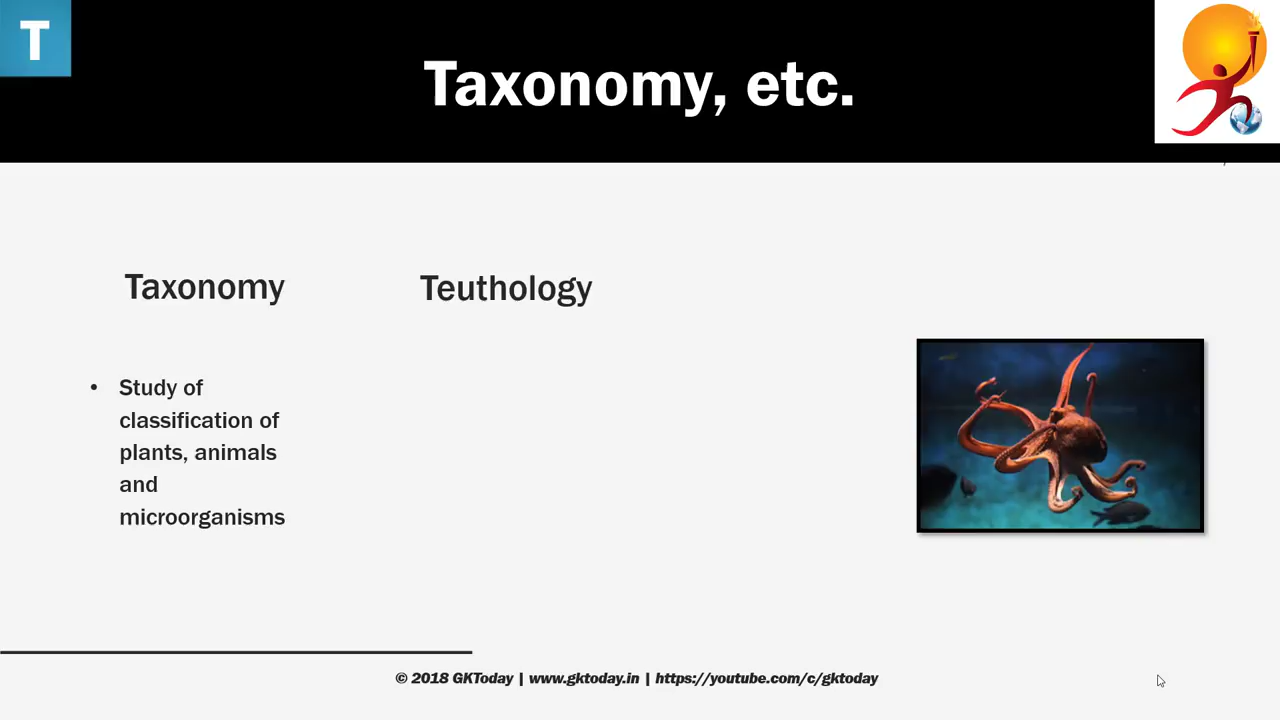 T
Taxonomy, etc.
Taxonomy
Teuthology
• Study of
classification of
plants, animals
and
microorganisms
© 2018 GKToday | www.gktoday.in | https://youtube.com/c/gktoday